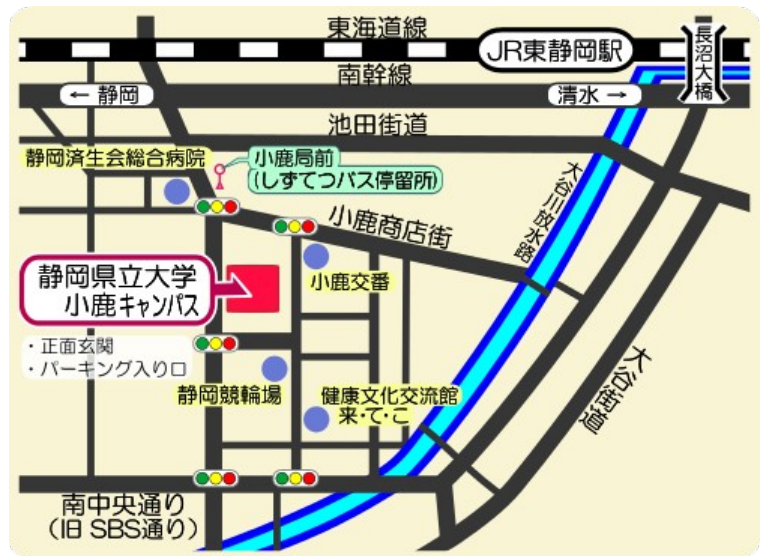 東海道線
JR東静岡駅
長沼大橋
南幹線
← 静岡
清水 →
池田街道
静岡済生会総合病院
小鹿局前
(しずてつバス停留所)
大谷川放水路
小鹿商店街
静岡県立大学
小鹿キャンパス
小鹿交番
・正面玄関
・パーキング入り口
大谷街道
静岡競輪場
健康文化交流館
来・て・こ
南中央通り
(旧 SBS通り)